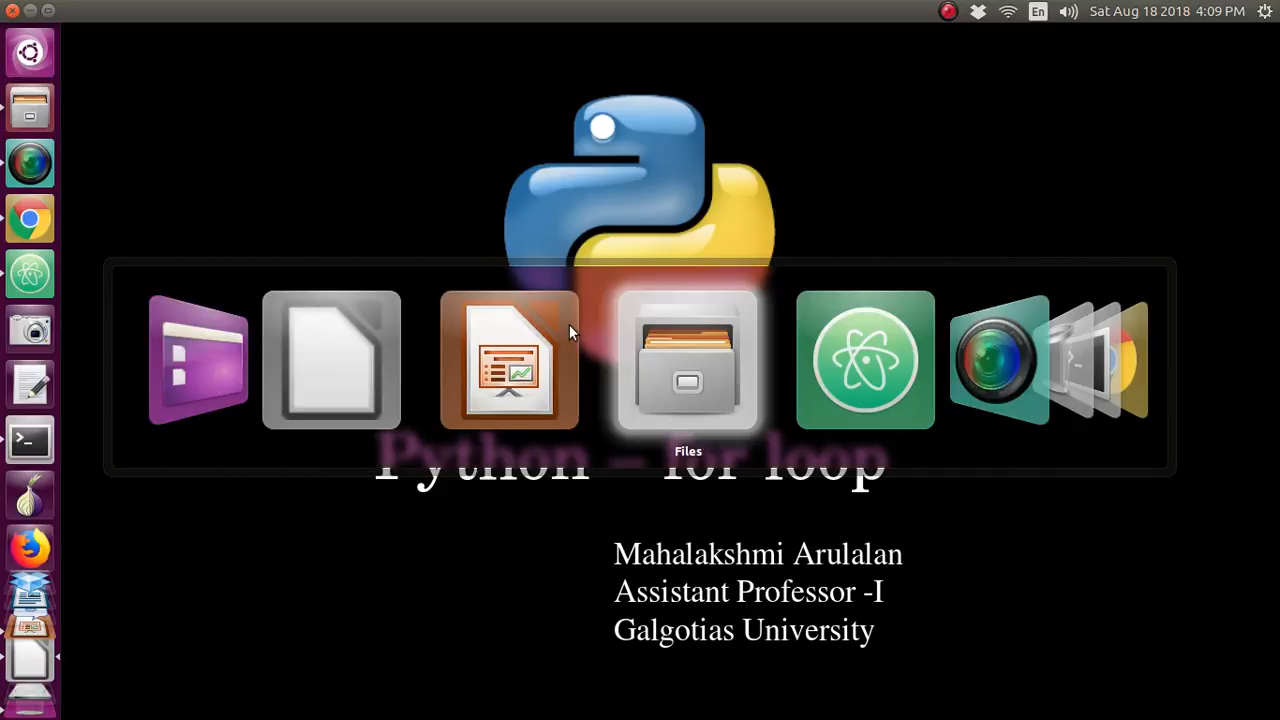 En
Sat Aug 18 2018 4:09 PM
>_
Files
Python – for loop
Mahalakshmi Arulalan
Assistant Professor -I
Galgotias University